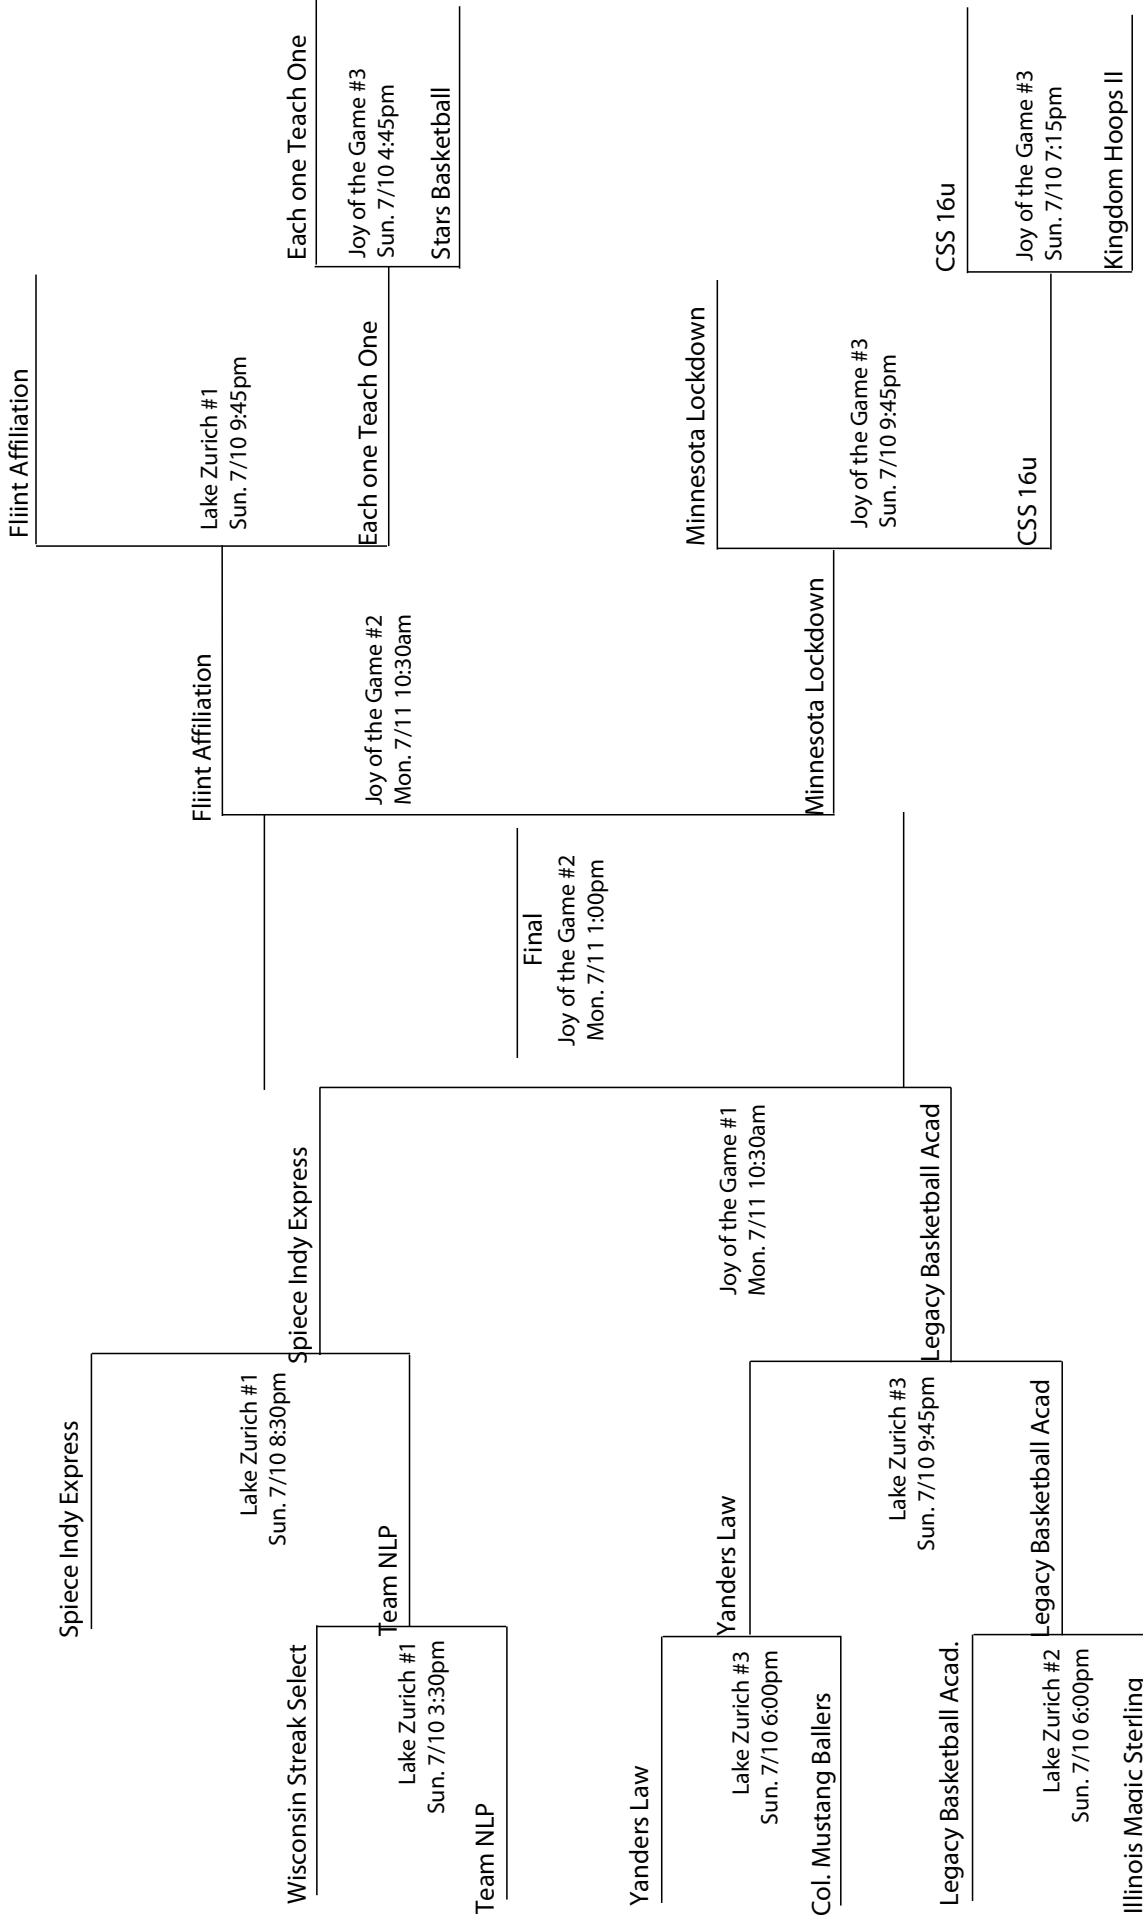 Spiece Indy Express
Wisconsin Streak Select
Lake Zurich #1
Sun. 7/10 3:30pm
Team NLP
Lake Zurich #1
Sun. 7/10 8:30pm
Team NLP
Spiece Indy Express
Yanders Law
Lake Zurich #3
Sun. 7/10 6:00pm
Col. Mustang Ballers
Yanders Law
Legacy Basketball Acad.
Lake Zurich #2
Sun. 7/10 6:00pm
Illinois Magic Sterling
Lake Zurich #3
Sun. 7/10 9:45pm
Legacy Basketball Acad
Legacy Basketball Acad
Joy of the Game #1
Mon. 7/11 10:30am
Final
Joy of the Game #2
Mon. 7/11 1:00pm
Fliint Affiliation
Joy of the Game #2
Mon. 7/11 10:30am
Minnesota Lockdown
Fliint Affiliation
Lake Zurich #1
Sun. 7/10 9:45pm
Each one Teach One
Each one Teach One
Joy of the Game #3
Sun. 7/10 4:45pm
Stars Basketball
Minnesota Lockdown
Joy of the Game #3
Sun. 7/10 9:45pm
CSS 16u
CSS 16u
Joy of the Game #3
Sun. 7/10 7:15pm
Kingdom Hoops II